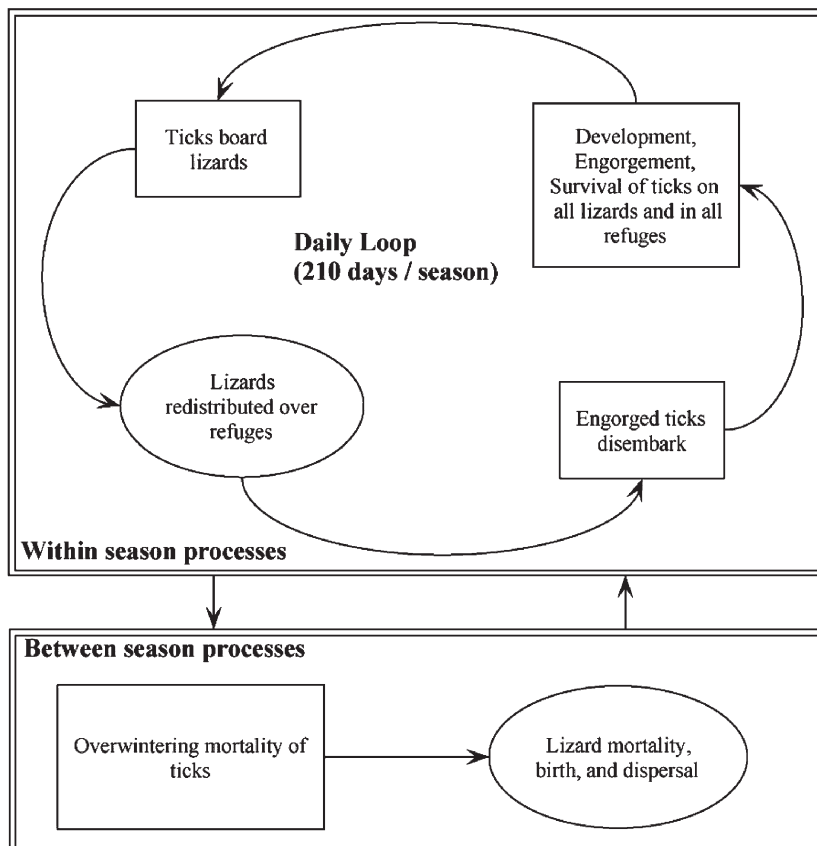 Ticks board
lizards
Development,
Engorgement,
Survival of ticks on
all lizards and in all
refuges
Daily Loop
(210 days / season)
Lizards
redistributed over
refuges
Engorged ticks
disembark
Within season processes
Between season processes
Overwintering mortality of
ticks
Lizard mortality,
birth, and dispersal